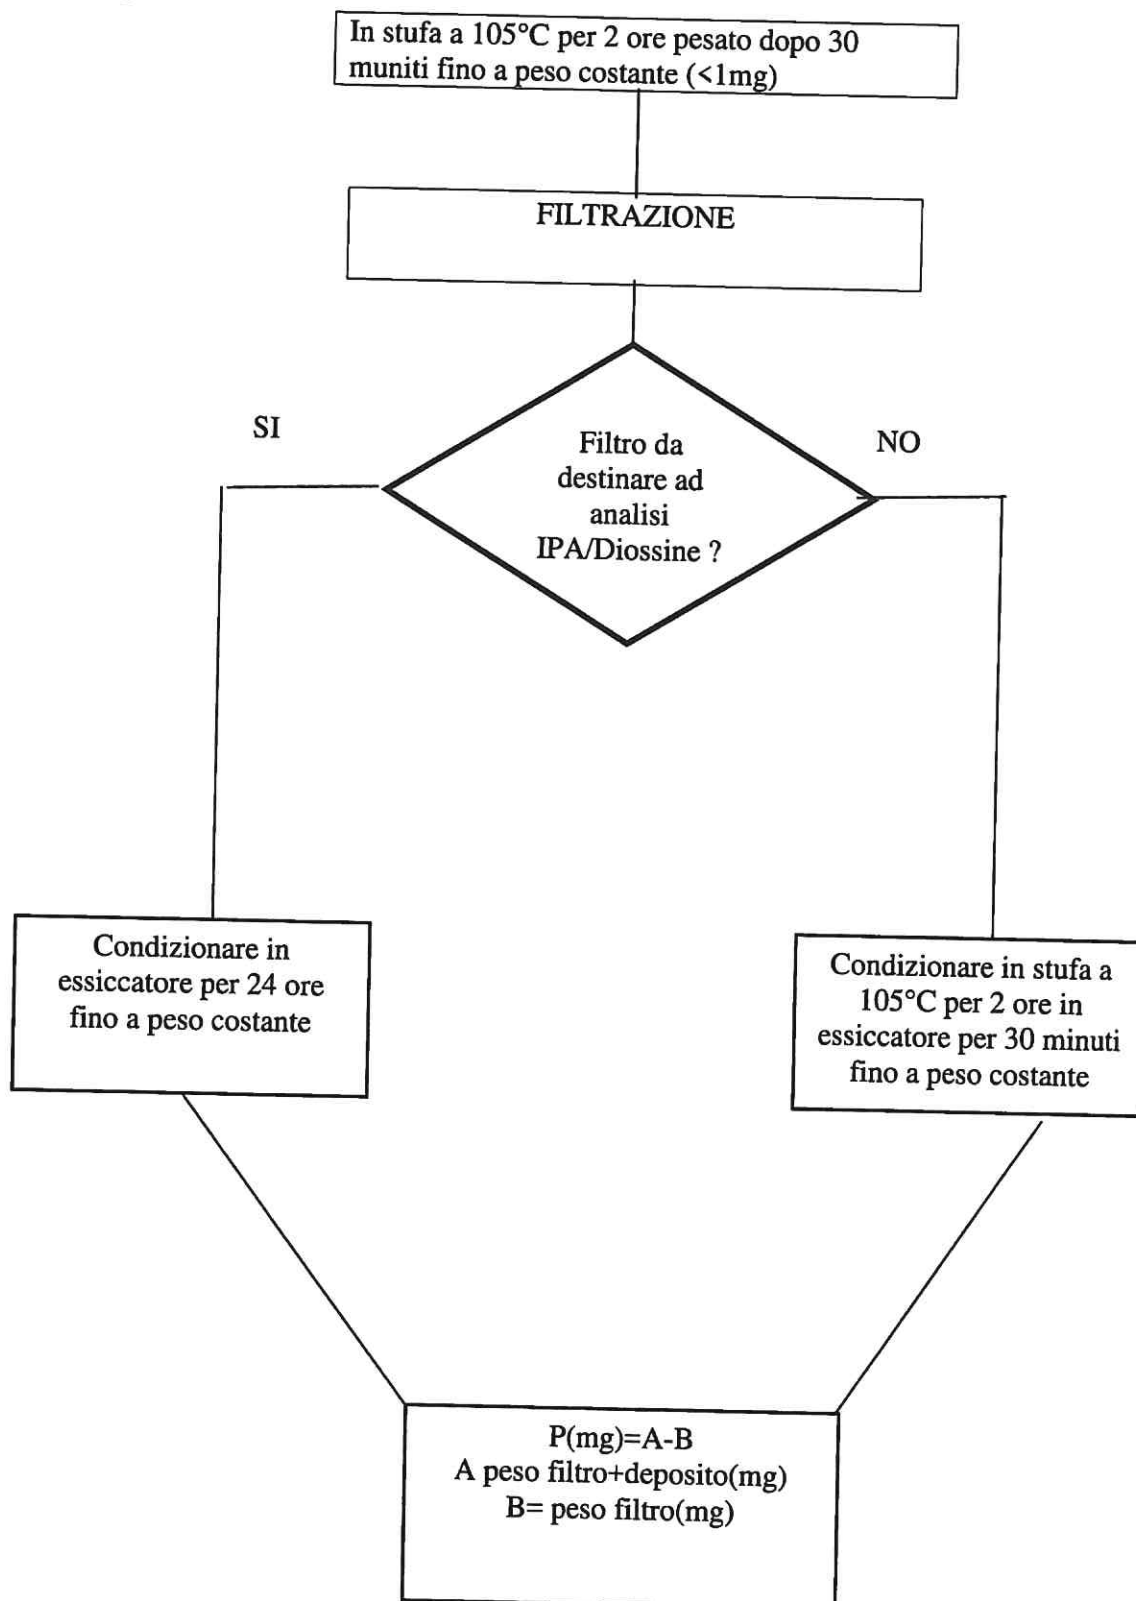 In stufa a 105°C per 2 ore pesato dopo 30
muniti fino a peso costante (<1mg)
FILTRAZIONE
SI
NO
Filtro da
destinare ad
analisi
IPA/Diossine ?
Condizionare in
essiccatore per 24 ore
fino a peso costante
Condizionare in stufa a
105°C per 2 ore in
essiccatore per 30 minuti
fino a peso costante
P(mg)=A-B
A peso filtro+deposito(mg)
B= peso filtro(mg)